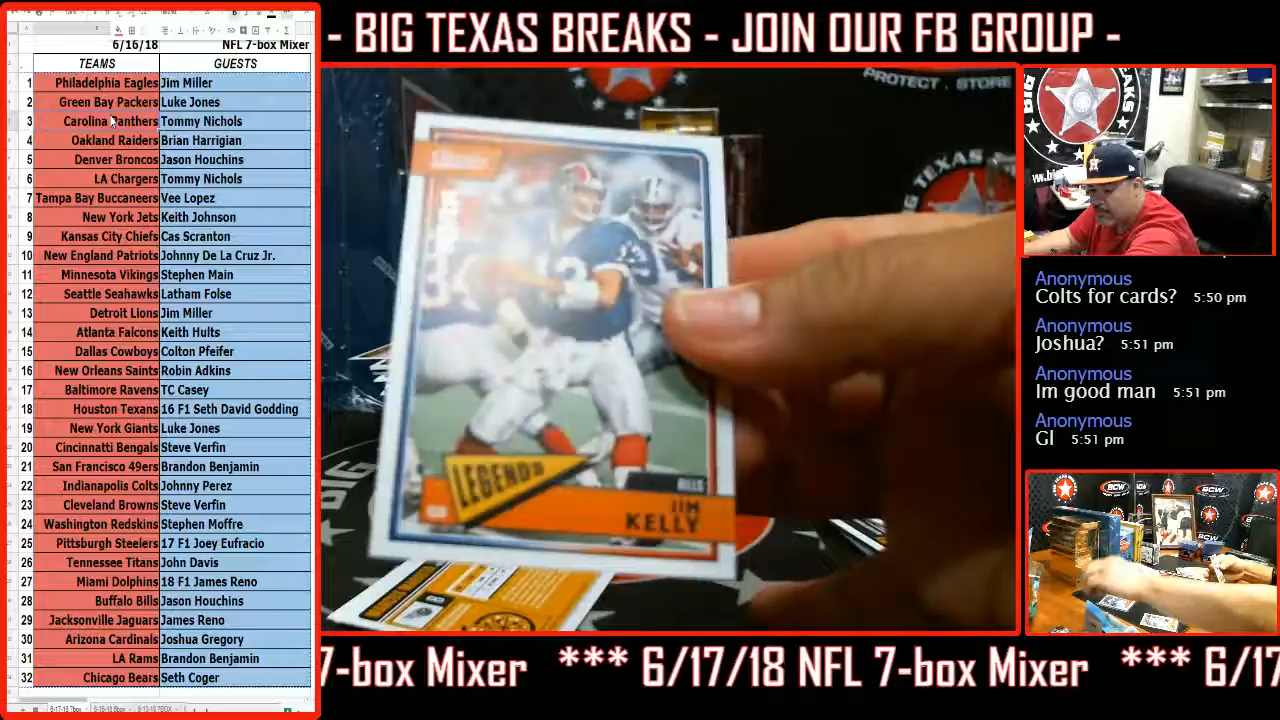 - BIG TEXAS BREAKS - JOIN OUR FB GROUP -
6/16/18 NFL 7-box Mixer
TEAMS GUESTS
1 Philadelphia Eagles Jim Miller
2 Green Bay Packers Luke Jones
3 Carolina Panthers Tommy Nichols
4 Oakland Raiders Brian Harrigian
5 Denver Broncos Jason Houchins
6 LA Chargers Tommy Nichols
7 Tampa Bay Buccaneers Vee Lopez
8 New York Jets Keith Johnson
9 Kansas City Chiefs Cas Scranton
10 New England Patriots Johnny De La Cruz Jr.
11 Minnesota Vikings Stephen Main
12 Seattle Seahawks Latham Folse
13 Detroit Lions Jim Miller
14 Atlanta Falcons Keith Hults
15 Dallas Cowboys Colton Pfeifer
16 New Orleans Saints Robin Adkins
17 Baltimore Ravens TC Casey
18 Houston Texans 16 F1 Seth David Godding
19 New York Giants Luke Jones
20 Cincinnatti Bengals Steve Verfin
21 San Francisco 49ers Brandon Benjamin
22 Indianapolis Colts Johnny Perez
23 Cleveland Browns Steve Verfin
24 Washington Redskins Stephen Moffre
25 Pittsburgh Steelers 17 F1 Joey Eufracio
26 Tennessee Titans John Davis
27 Miami Dolphins 18 F1 James Reno
28 Buffalo Bills Jason Houchins
29 Jacksonville Jaguars James Reno
30 Arizona Cardinals Joshua Gregory
31 LA Rams Brandon Benjamin
32 Chicago Bears Seth Coger
PROTECT . STORE
BIG TEXAS
LEGENDS
BILLS
JIM
KELLY
BIG
Anonymous
Colts for cards? 5:50 pm
Anonymous
Joshua? 5:51 pm
Anonymous
Im good man 5:51 pm
Anonymous
Gl 5:51 pm
BCW
BCW
7-box Mixer *** 6/17/18 NFL 7-box Mixer *** 6/17